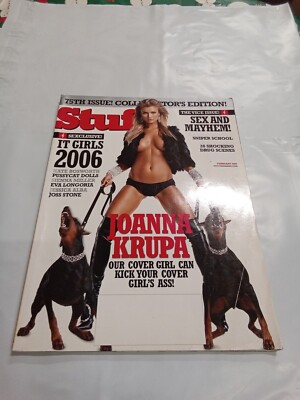 75TH ISSUE! COLLECTOR'S EDITION!
Stuff
SEXCLUSIVE!
IT GIRLS
2006
KATE BOSWORTH
PUSSYCAT DOLLS
SIENNA MILLER
EVA LONGORIA
JESSICA ALBA
JOSS STONE
THE VICE ISSUE!
SEX AND
MAYHEM!
SNIPER SCHOOL
10 SHOCKING
DRUG SCENES
JOANNA
KRUPA
OUR COVER GIRL CAN
KICK YOUR COVER
GIRL'S ASS!